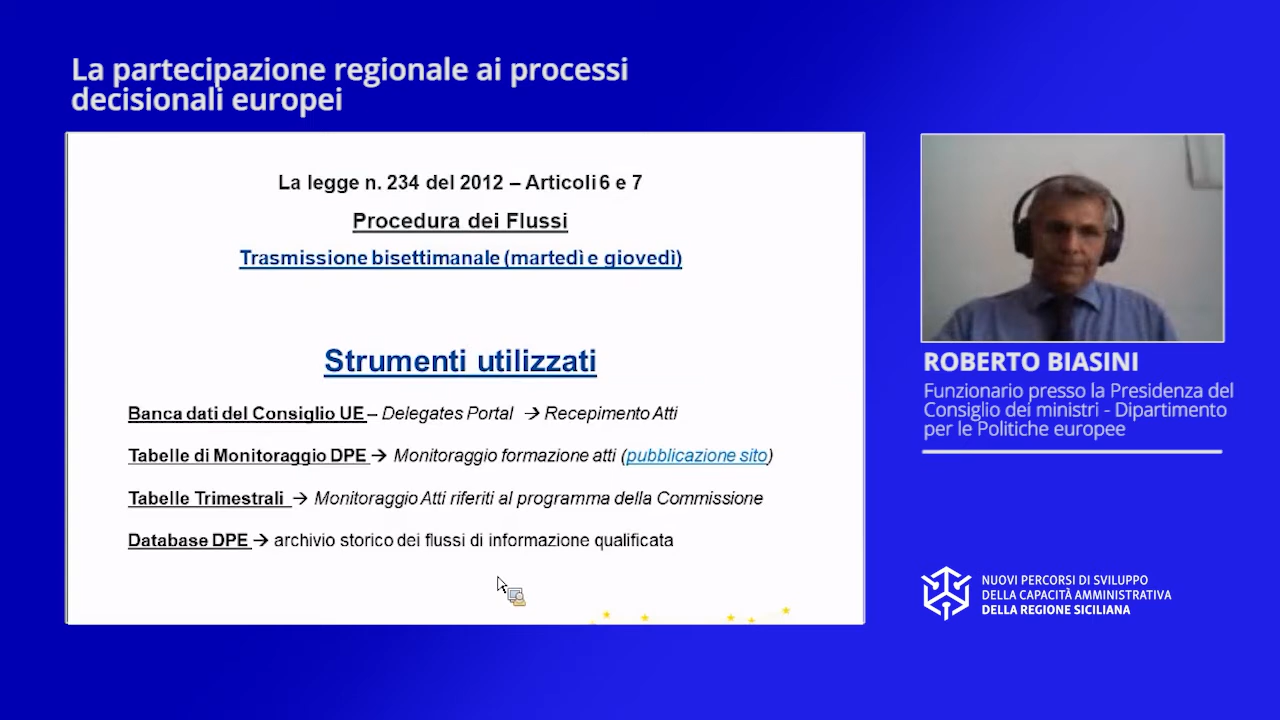 La partecipazione regionale ai processi
decisionali europei
La legge n. 234 del 2012 – Articoli 6 e 7
Procedura dei Flussi
Trasmissione bisettimanale (martedì e giovedì)
Strumenti utilizzati
Banca dati del Consiglio UE – Delegates Portal → Recepimento Atti
Tabelle di Monitoraggio DPE → Monitoraggio formazione atti (pubblicazione sito)
Tabelle Trimestrali → Monitoraggio Atti riferiti al programma della Commissione
Database DPE → archivio storico dei flussi di informazione qualificata
ROBERTO BIASINI
Funzionario presso la Presidenza del
Consiglio dei ministri - Dipartimento
per le Politiche europee
NUOVI PERCORSI DI SVILUPPO
DELLA CAPACITÀ AMMINISTRATIVA
DELLA REGIONE SICILIANA